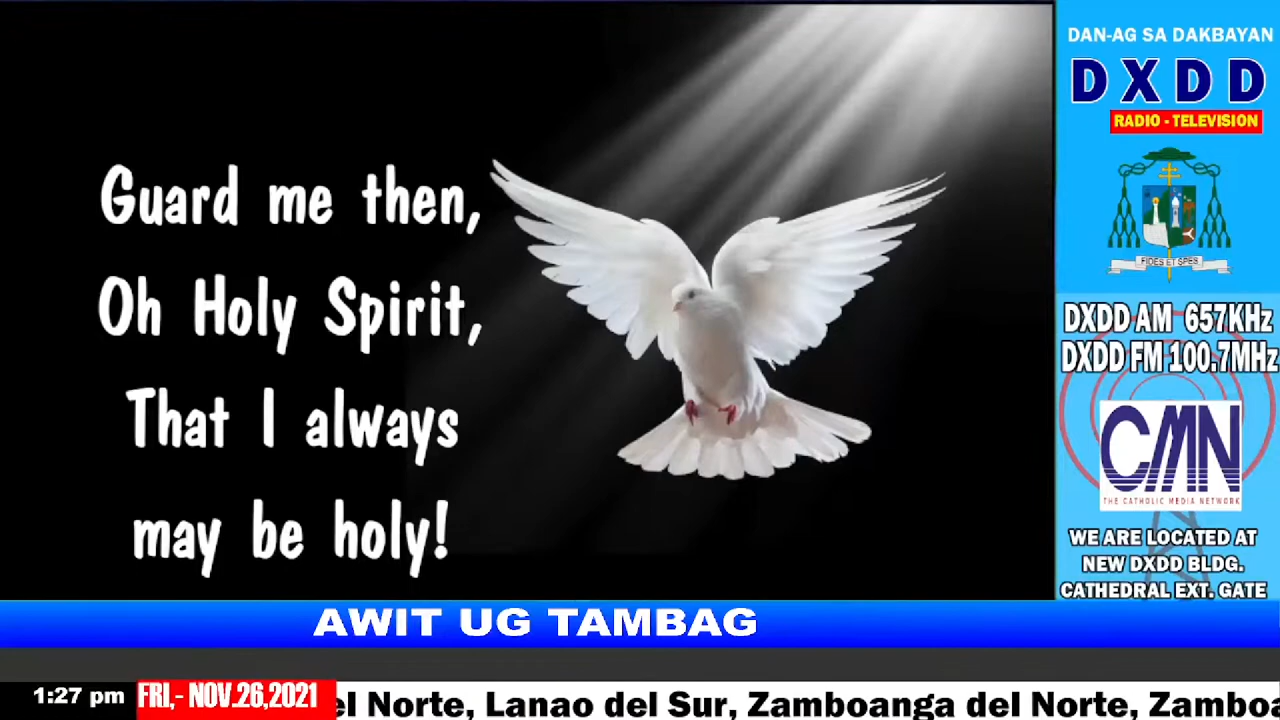 Guard me then,
Oh Holy Spirit,
That I always
may be holy!
DAN-AG SA DAKBAYAN
DXDD
RADIO - TELEVISION
FIDES ET SPES
DXDD AM 657KHz
DXDD FM 100.7MHz
CMN
THE CATHOLIC MEDIA NETWORK
WE ARE LOCATED AT
NEW DXDD BLDG.
CATHEDRAL EXT. GATE
AWIT UG TAMBAG
1:27 pm FRI,- NOV.26,2021 el Norte, Lanao del Sur, Zamboanga del Norte, Zamboa